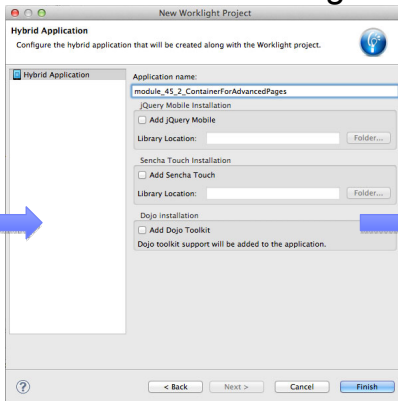 New Worklight Project
Hybrid Application
Configure the hybrid application that will be created along with the Worklight project.
Hybrid Application
Application name:
module_45_2_ContainerForAdvancedPages
jQuery Mobile Installation
Add jQuery Mobile
Library Location:
Folder...
Sencha Touch Installation
Add Sencha Touch
Library Location:
Folder...
Dojo installation
Add Dojo Toolkit
Dojo toolkit support will be added to the application.
?
< Back
Next >
Cancel
Finish